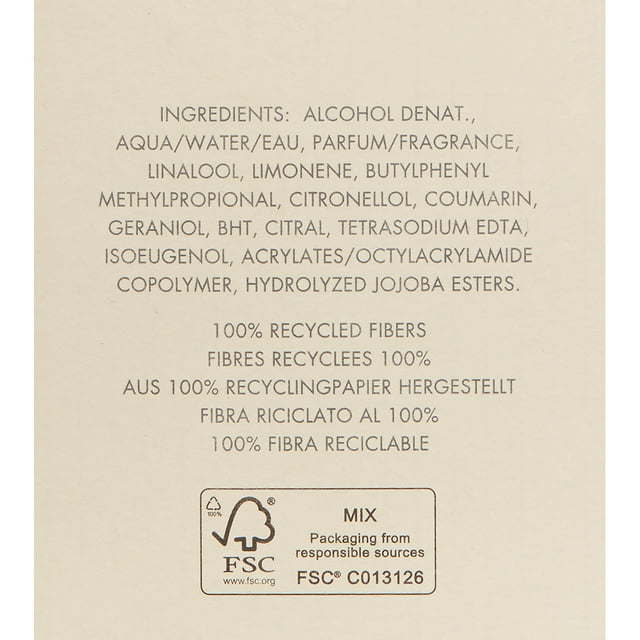 INGREDIENTS: ALCOHOL DENAT.,
AQUA/WATER/EAU, PARFUM/FRAGRANCE,
LINALOOL, LIMONENE, BUTYLPHENYL
METHYLPROPIONAL, CITRONELLOL, COUMARIN,
GERANIOL, BHT, CITRAL, TETRASODIUM EDTA,
ISOEUGENOL, ACRYLATES/OCTYLACRYLAMIDE
COPOLYMER, HYDROLYZED JOJOBA ESTERS.
100% RECYCLED FIBERS
FIBRES RECYCLEES 100%
AUS 100% RECYCLINGPAPIER HERGESTELLT
FIBRA RICICLATO AL 100%
100% FIBRA RECICLABLE
100%
®
FSC
www.fsc.org
MIX
Packaging from
responsible sources
FSC® C013126